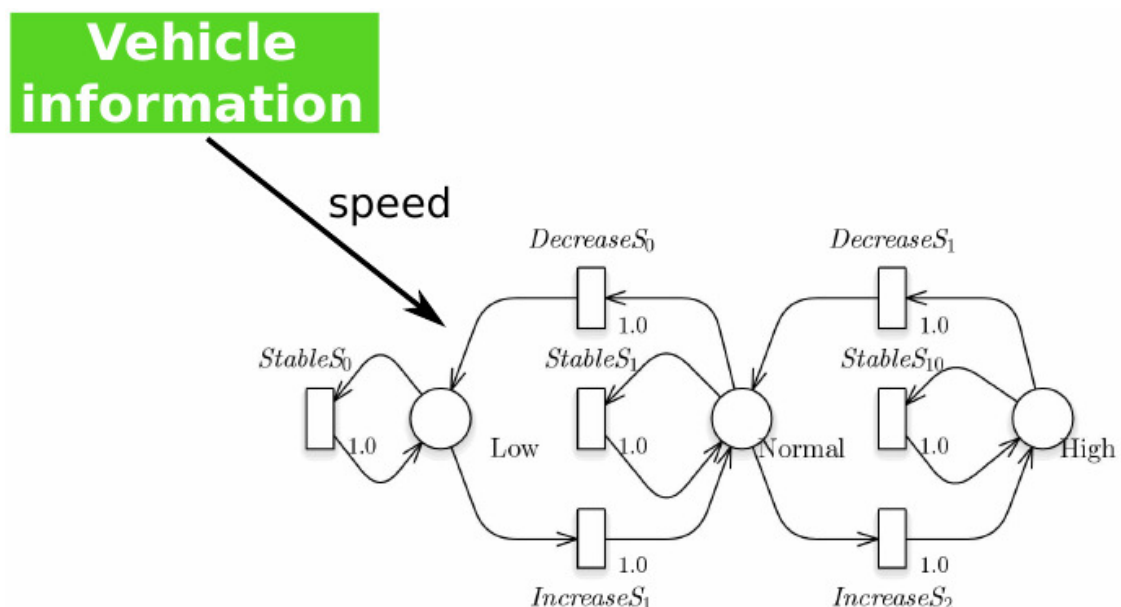 Vehicle
information
speed
DecreaseS₀
DecreaseS₁
1.0
1.0
StableS₀
StableS₁
StableS₁₀
1.0
Low
1.0
Normal
1.0
High
1.0
1.0
IncreaseS₁
IncreaseS₂